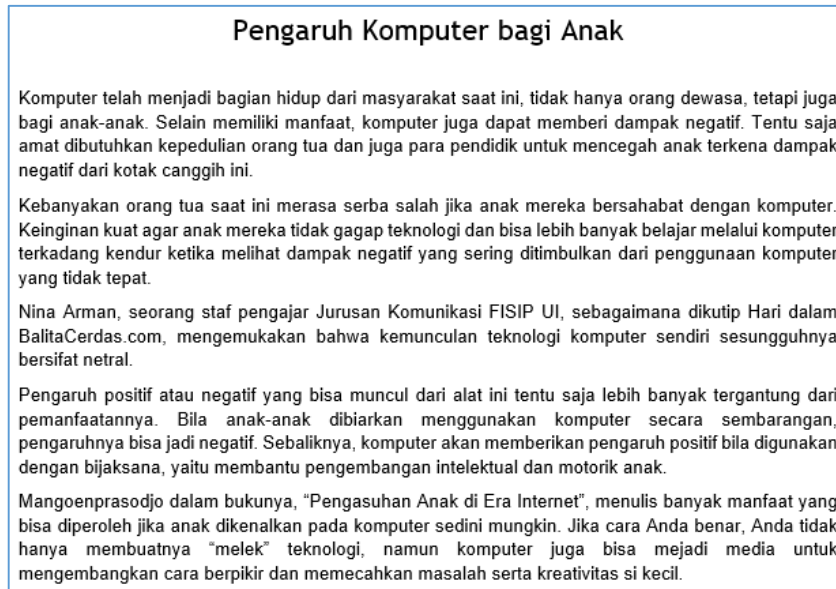 Pengaruh Komputer bagi Anak
Komputer telah menjadi bagian hidup dari masyarakat saat ini, tidak hanya orang dewasa, tetapi juga
bagi anak-anak. Selain memiliki manfaat, komputer juga dapat memberi dampak negatif. Tentu saja
amat dibutuhkan kepedulian orang tua dan juga para pendidik untuk mencegah anak terkena dampak
negatif dari kotak canggih ini.
Kebanyakan orang tua saat ini merasa serba salah jika anak mereka bersahabat dengan komputer.
Keinginan kuat agar anak mereka tidak gagap teknologi dan bisa lebih banyak belajar melalui komputer
terkadang kendur ketika melihat dampak negatif yang sering ditimbulkan dari penggunaan komputer
yang tidak tepat.
Nina Arman, seorang staf pengajar Jurusan Komunikasi FISIP UI, sebagaimana dikutip Hari dalam
BalitaCerdas.com, mengemukakan bahwa kemunculan teknologi komputer sendiri sesungguhnya
bersifat netral.
Pengaruh positif atau negatif yang bisa muncul dari alat ini tentu saja lebih banyak tergantung dari
pemanfaatannya. Bila anak-anak dibiarkan menggunakan komputer secara sembarangan,
pengaruhnya bisa jadi negatif. Sebaliknya, komputer akan memberikan pengaruh positif bila digunakan
dengan bijaksana, yaitu membantu pengembangan intelektual dan motorik anak.
Mangoenprasodjo dalam bukunya, “Pengasuhan Anak di Era Internet”, menulis banyak manfaat yang
bisa diperoleh jika anak dikenalkan pada komputer sedini mungkin. Jika cara Anda benar, Anda tidak
hanya membuatnya “melek” teknologi, namun komputer juga bisa mejadi media untuk
mengembangkan cara berpikir dan memecahkan masalah serta kreativitas si kecil.